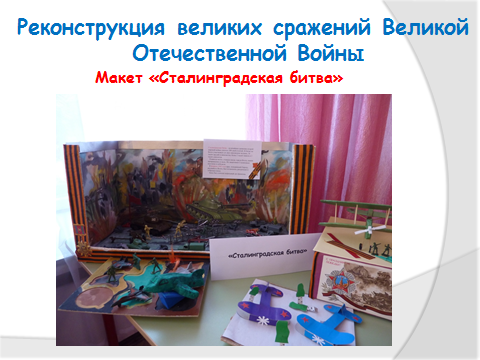 Реконструкция великих сражений Великой
Отечественной Войны
Макет «Сталинградская битва»
«Сталинградская битва»